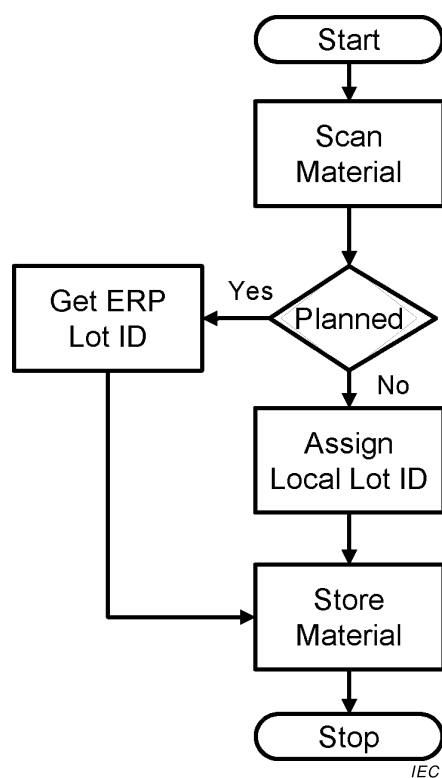 Start
Scan
Material
Planned
Yes
Get ERP
Lot ID
No
Assign
Local Lot ID
Store
Material
Stop
IEC